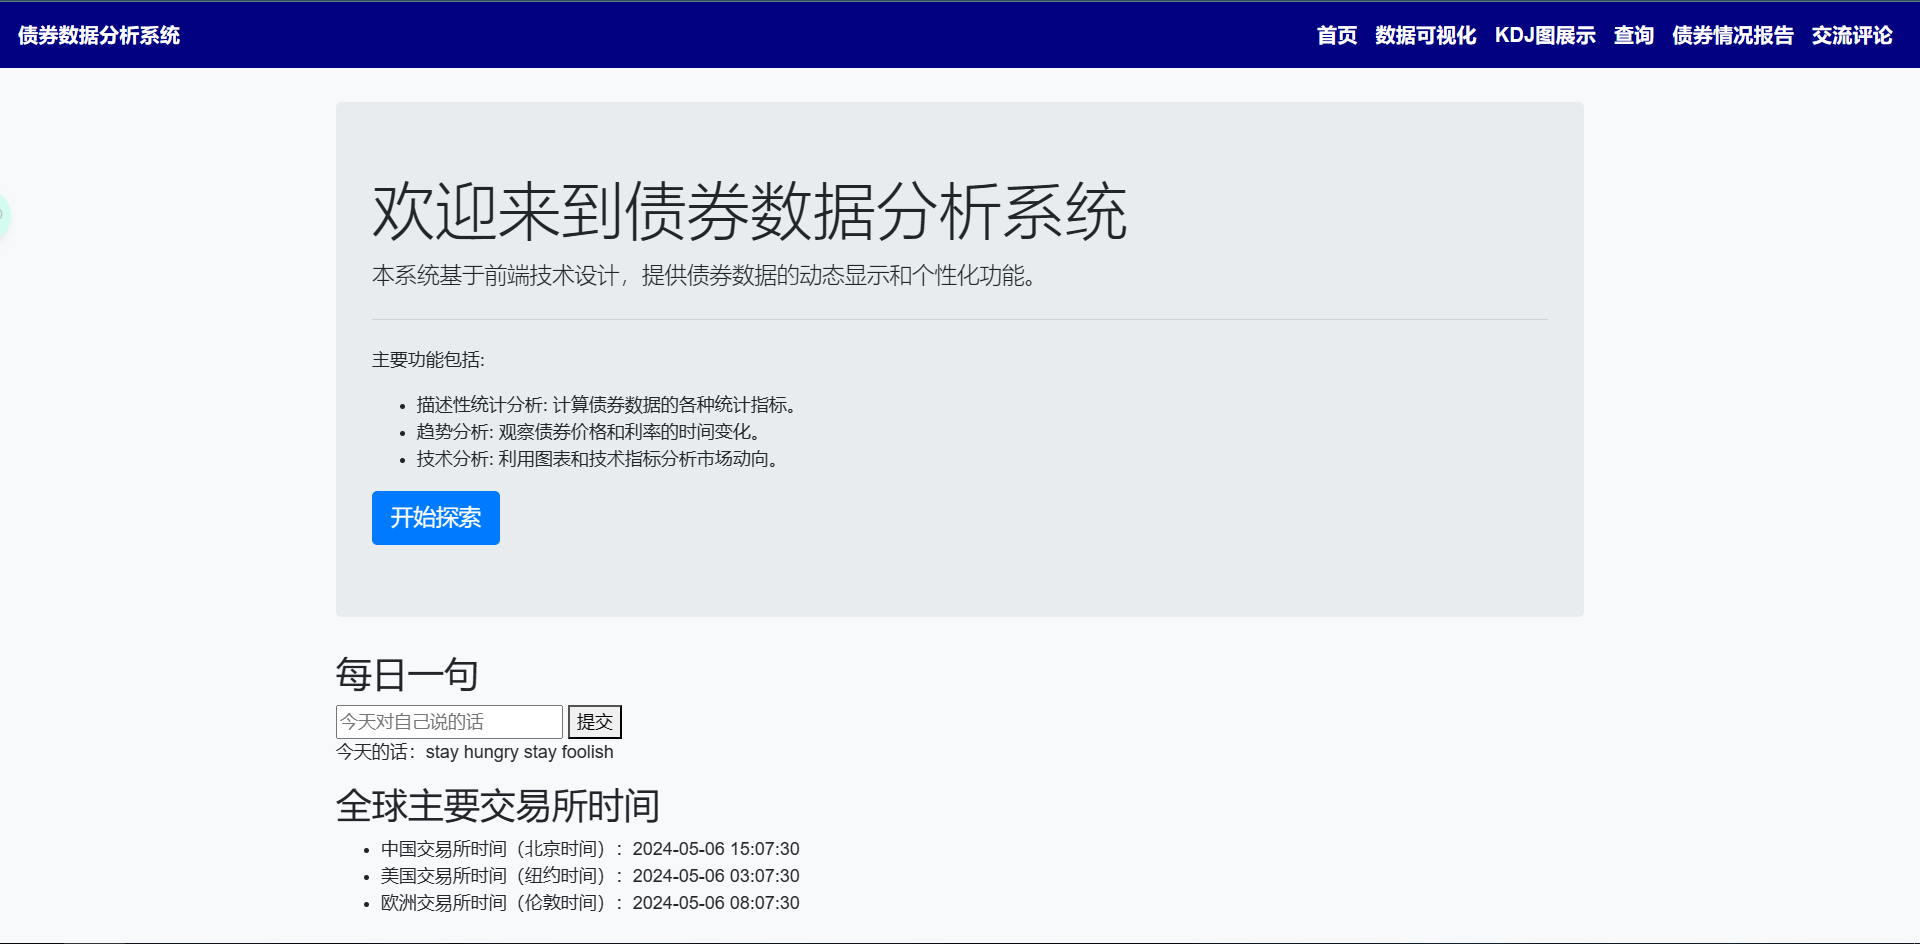 债券数据分析系统
首页 数据可视化 KDJ图展示 查询 债券情况报告 交流评论
欢迎来到债券数据分析系统
本系统基于前端技术设计，提供债券数据的动态显示和个性化功能。
主要功能包括:
描述性统计分析: 计算债券数据的各种统计指标。
趋势分析: 观察债券价格和利率的时间变化。
技术分析: 利用图表和技术指标分析市场动向。
开始探索
每日一句
今天对自己说的话 提交
今天的话：stay hungry stay foolish
全球主要交易所时间
中国交易所时间（北京时间）：2024-05-06 15:07:30
美国交易所时间（纽约时间）：2024-05-06 03:07:30
欧洲交易所时间（伦敦时间）：2024-05-06 08:07:30